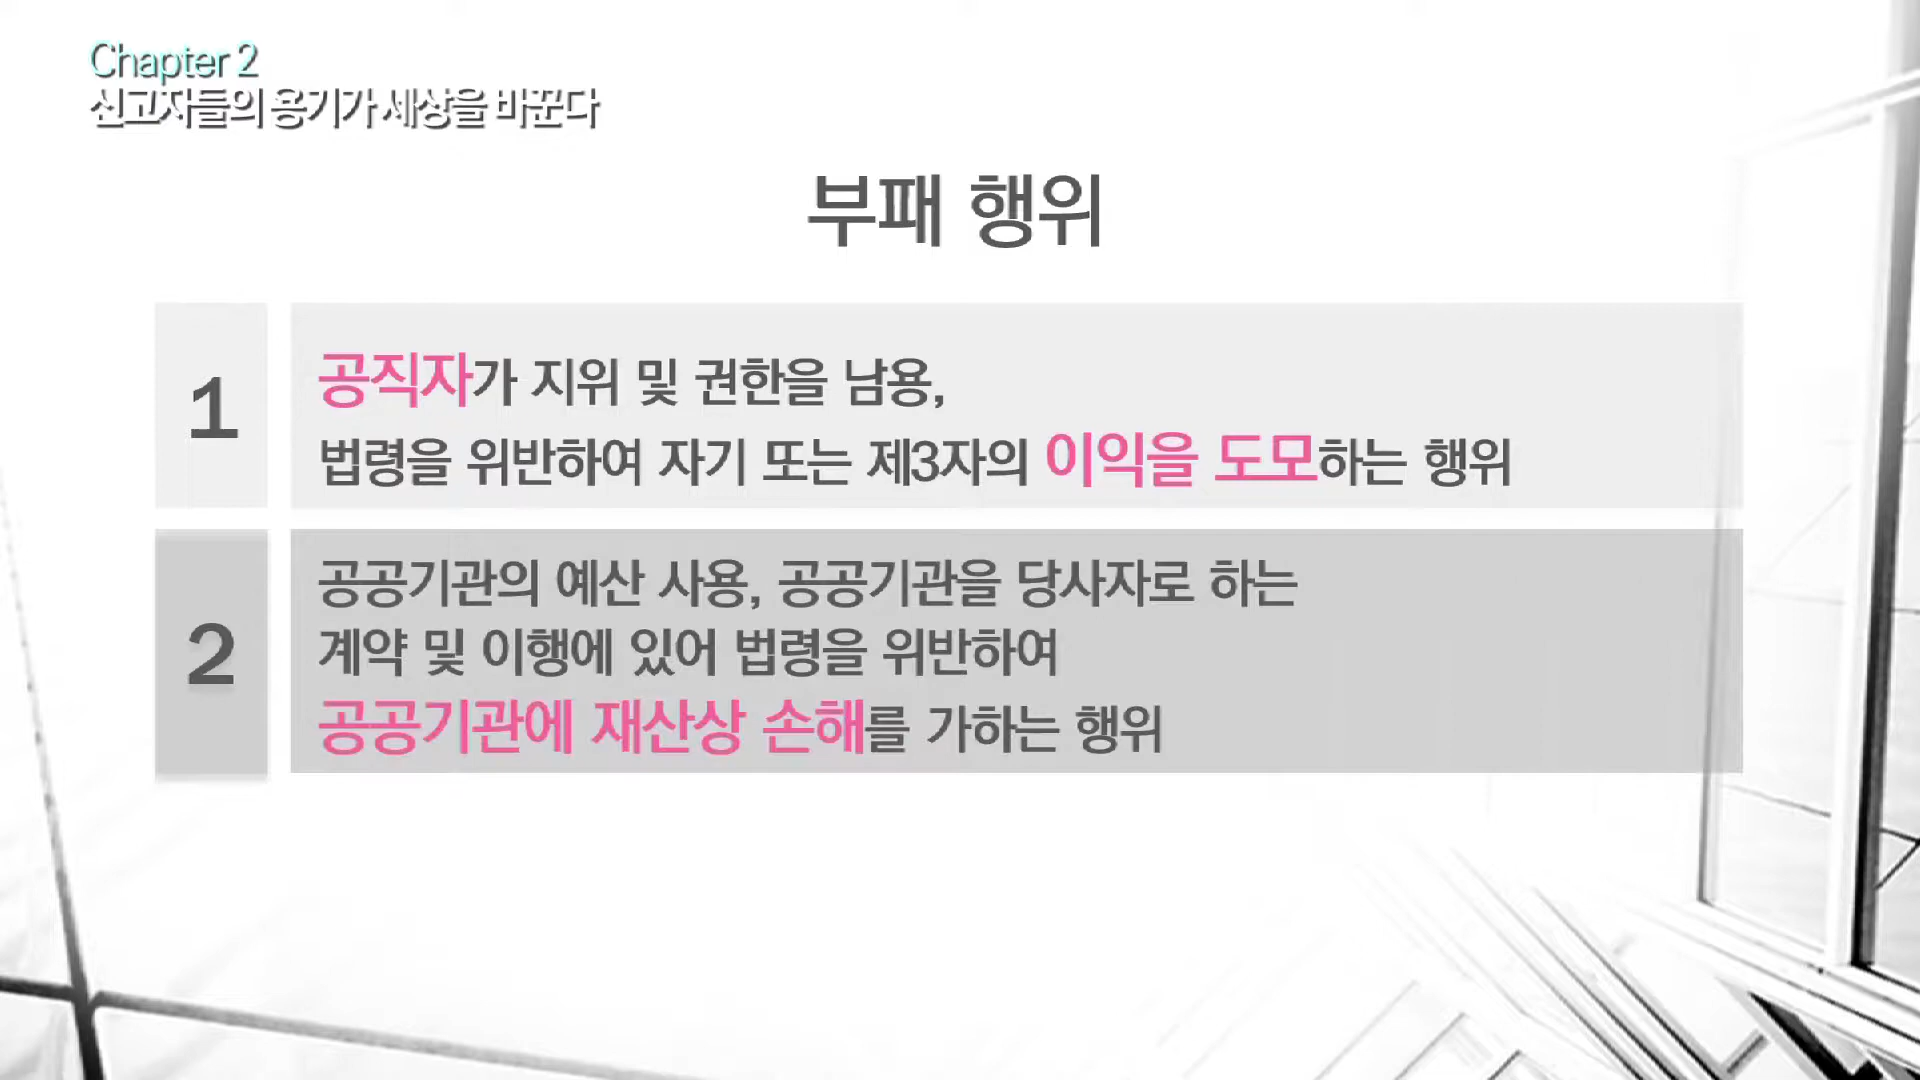 Chapter 2
신고자들의 용기가 세상을 바꾼다
부패 행위
1
공직자가 지위 및 권한을 남용,
법령을 위반하여 자기 또는 제3자의 이익을 도모하는 행위
2
공공기관의 예산 사용, 공공기관을 당사자로 하는
계약 및 이행에 있어 법령을 위반하여
공공기관에 재산상 손해를 가하는 행위